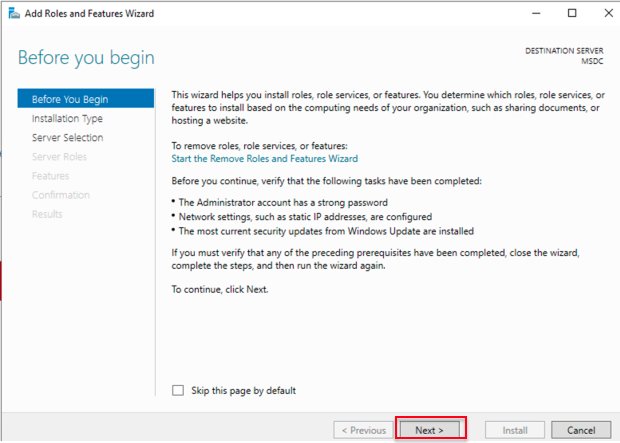 Add Roles and Features Wizard
Before you begin
DESTINATION SERVER
MSDC
Before You Begin
Installation Type
Server Selection
Server Roles
Features
Confirmation
Results
This wizard helps you install roles, role services, or features. You determine which roles, role services, or
features to install based on the computing needs of your organization, such as sharing documents, or
hosting a website.
To remove roles, role services, or features:
Start the Remove Roles and Features Wizard
Before you continue, verify that the following tasks have been completed:
• The Administrator account has a strong password
• Network settings, such as static IP addresses, are configured
• The most current security updates from Windows Update are installed
If you must verify that any of the preceding prerequisites have been completed, close the wizard,
complete the steps, and then run the wizard again.
To continue, click Next.
Skip this page by default
< Previous Next > Install Cancel